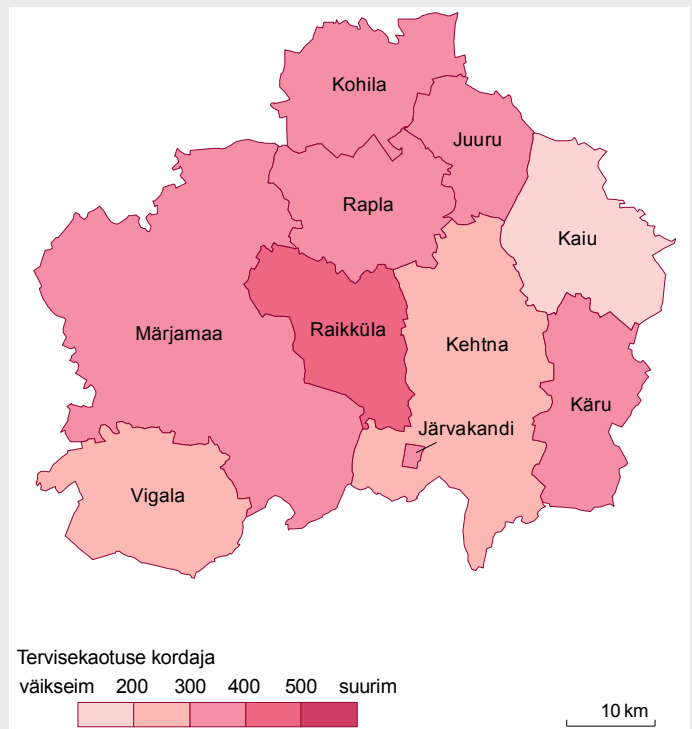 Kohila
Juuru
Rapla
Kaiu
Märjamaa
Raikküla
Kehtna
Käru
Järvakandi
Vigala
Tervisekaotuse kordaja
väikseim 200 300 400 500 suurim
10 km